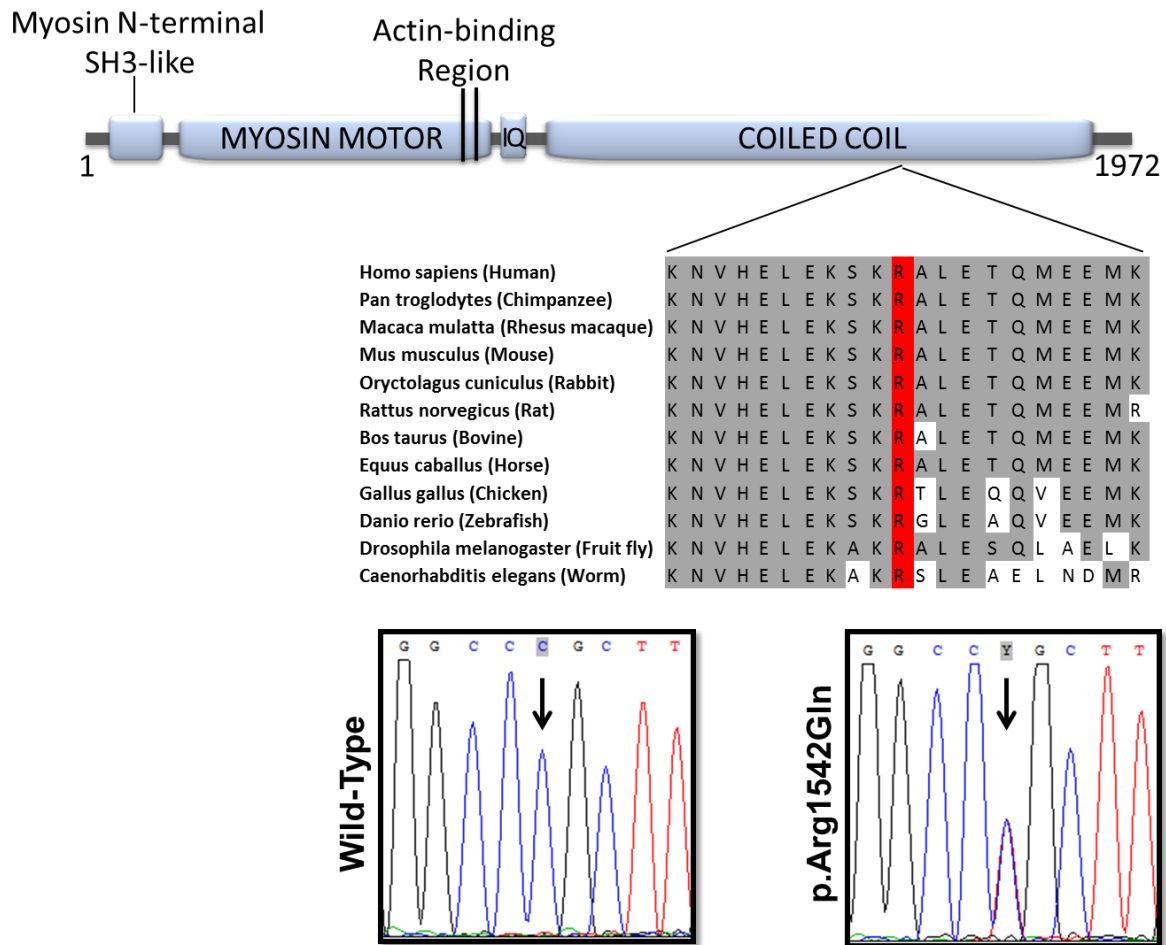 Myosin N-terminal
SH3-like
Actin-binding
Region
MYOSIN MOTOR
IQ
COILED COIL
1
1972
Homo sapiens (Human) K N V H E L E K S K R A L E T Q M E E M K
Pan troglodytes (Chimpanzee) K N V H E L E K S K R A L E T Q M E E M K
Macaca mulatta (Rhesus macaque) K N V H E L E K S K R A L E T Q M E E M K
Mus musculus (Mouse) K N V H E L E K S K R A L E T Q M E E M K
Oryctolagus cuniculus (Rabbit) K N V H E L E K S K R A L E T Q M E E M K
Rattus norvegicus (Rat) K N V H E L E K S K R A L E T Q M E E M R
Bos taurus (Bovine) K N V H E L E K S K R A L E T Q M E E M K
Equus caballus (Horse) K N V H E L E K S K R A L E T Q M E E M K
Gallus gallus (Chicken) K N V H E L E K S K R T L E Q Q V E E M K
Danio rerio (Zebrafish) K N V H E L E K S K R G L E A Q V E E M K
Drosophila melanogaster (Fruit fly) K N V H E L E K A K R A L E S Q L A E L K
Caenorhabditis elegans (Worm) K N V H E L E K A K R S L E A E L N D M R
Wild-Type
G G C C C G C T T
p.Arg1542Gln
G G C C Y G C T T